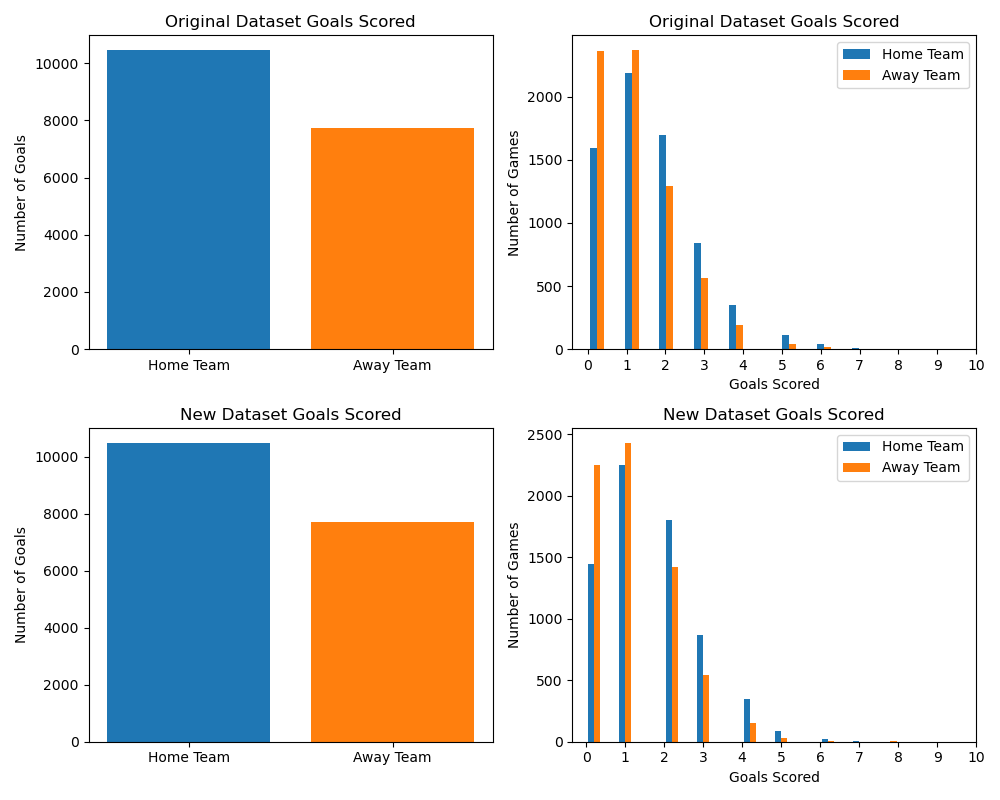 Original Dataset Goals Scored
Number of Goals
10000
8000
6000
4000
2000
0
Home Team Away Team
Original Dataset Goals Scored
Home Team
Away Team
Number of Games
2000
1500
1000
500
0
0 1 2 3 4 5 6 7 8 9 10
Goals Scored
New Dataset Goals Scored
Number of Goals
10000
8000
6000
4000
2000
0
Home Team Away Team
New Dataset Goals Scored
Home Team
Away Team
Number of Games
2500
2000
1500
1000
500
0
0 1 2 3 4 5 6 7 8 9 10
Goals Scored